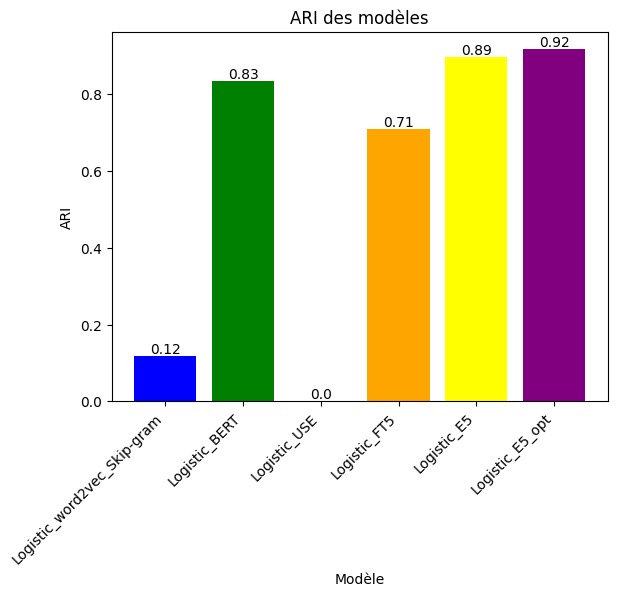 ARI des modèles
ARI
0.8
0.6
0.4
0.2
0.0
0.12
0.83
0.0
0.71
0.89
0.92
Logistic_word2vec_Skip-gram
Logistic_BERT
Logistic_USE
Logistic_FT5
Logistic_E5
Logistic_E5_opt
Modèle